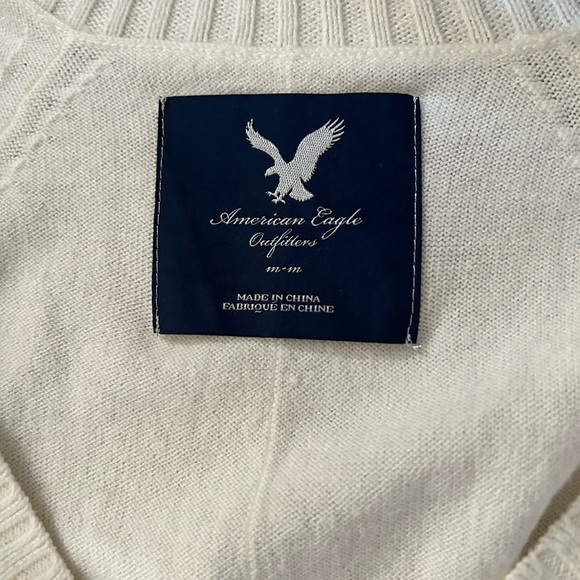 American Eagle
Outfitters
m-m
MADE IN CHINA
FABRIQUÉ EN CHINE